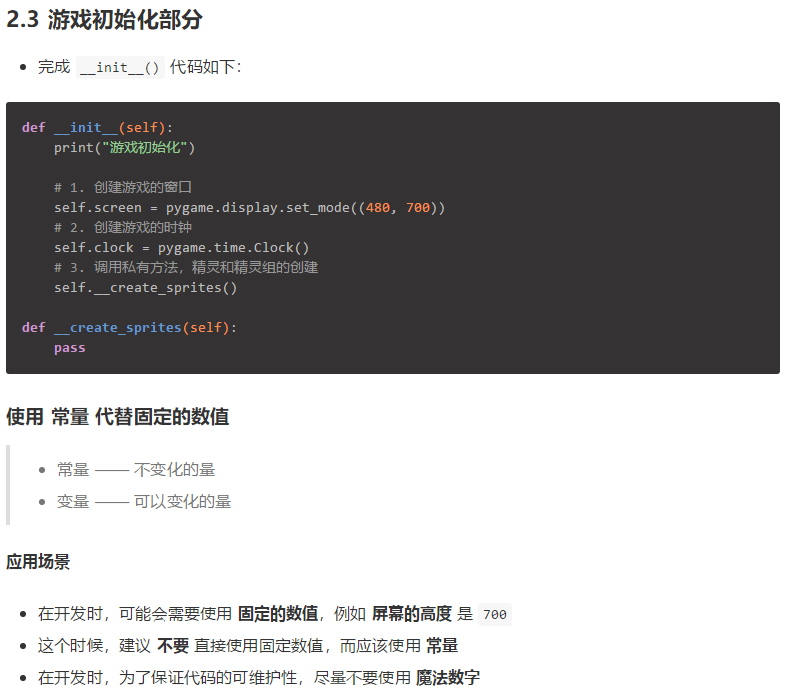 2.3 游戏初始化部分
完成 __init__() 代码如下：
def __init__(self):
    print("游戏初始化")
    # 1. 创建游戏的窗口
    self.screen = pygame.display.set_mode((480, 700))
    # 2. 创建游戏的时钟
    self.clock = pygame.time.Clock()
    # 3. 调用私有方法，精灵和精灵组的创建
    self.__create_sprites()
def __create_sprites(self):
    pass
使用 常量 代替固定的数值
常量 —— 不变化的量
变量 —— 可以变化的量
应用场景
在开发时，可能会需要使用 固定的数值，例如 屏幕的高度 是 700
这个时候，建议 不要 直接使用固定数值，而应该使用 常量
在开发时，为了保证代码的可维护性，尽量不要使用 魔法数字